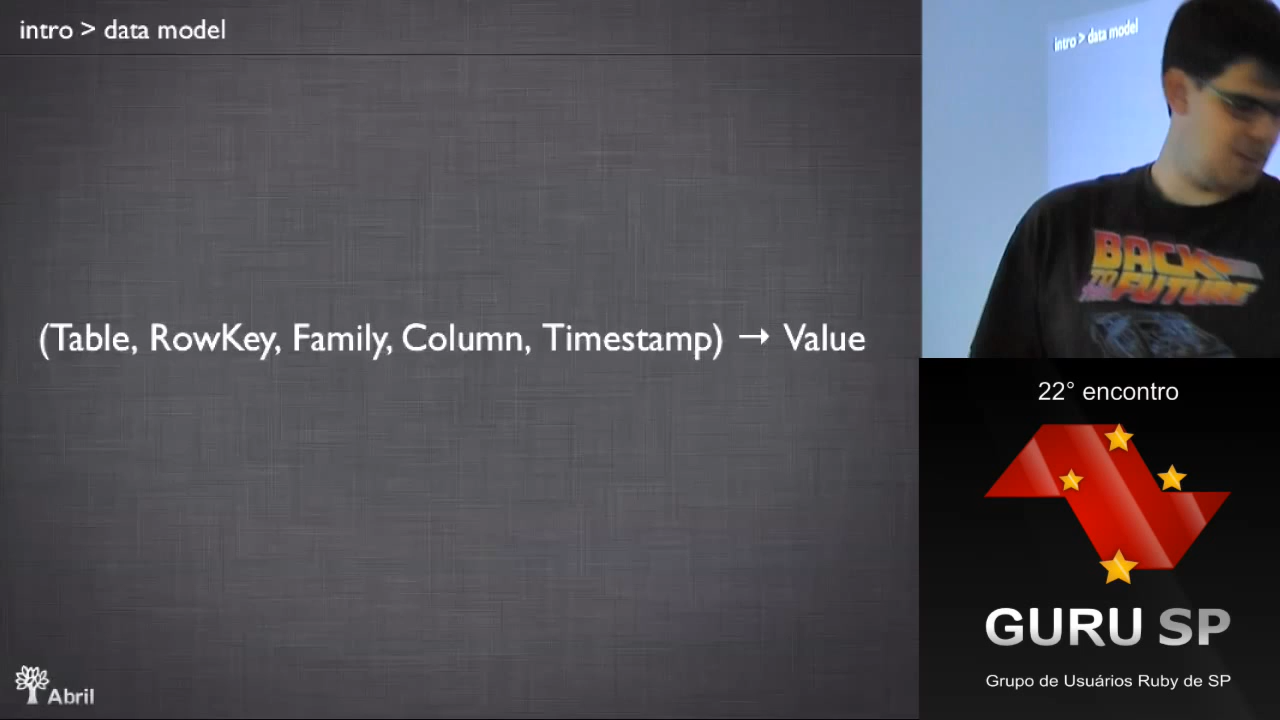 intro > data model
(Table, RowKey, Family, Column, Timestamp) → Value
Abril
intro > data model
BACK
TO THE FUTURE
22° encontro
GURU SP
Grupo de Usuários Ruby de SP